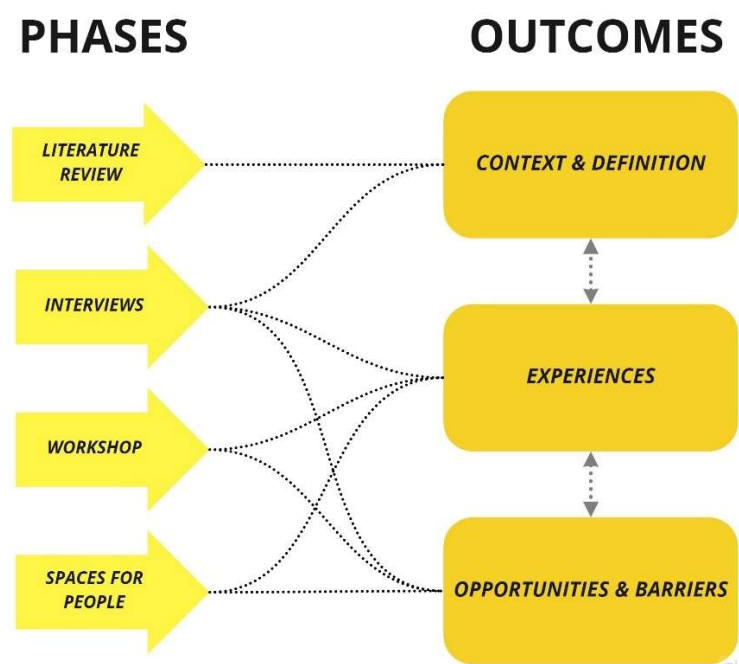 PHASES
OUTCOMES
LITERATURE
REVIEW
CONTEXT & DEFINITION
INTERVIEWS
EXPERIENCES
WORKSHOP
SPACES FOR
PEOPLE
OPPORTUNITIES & BARRIERS